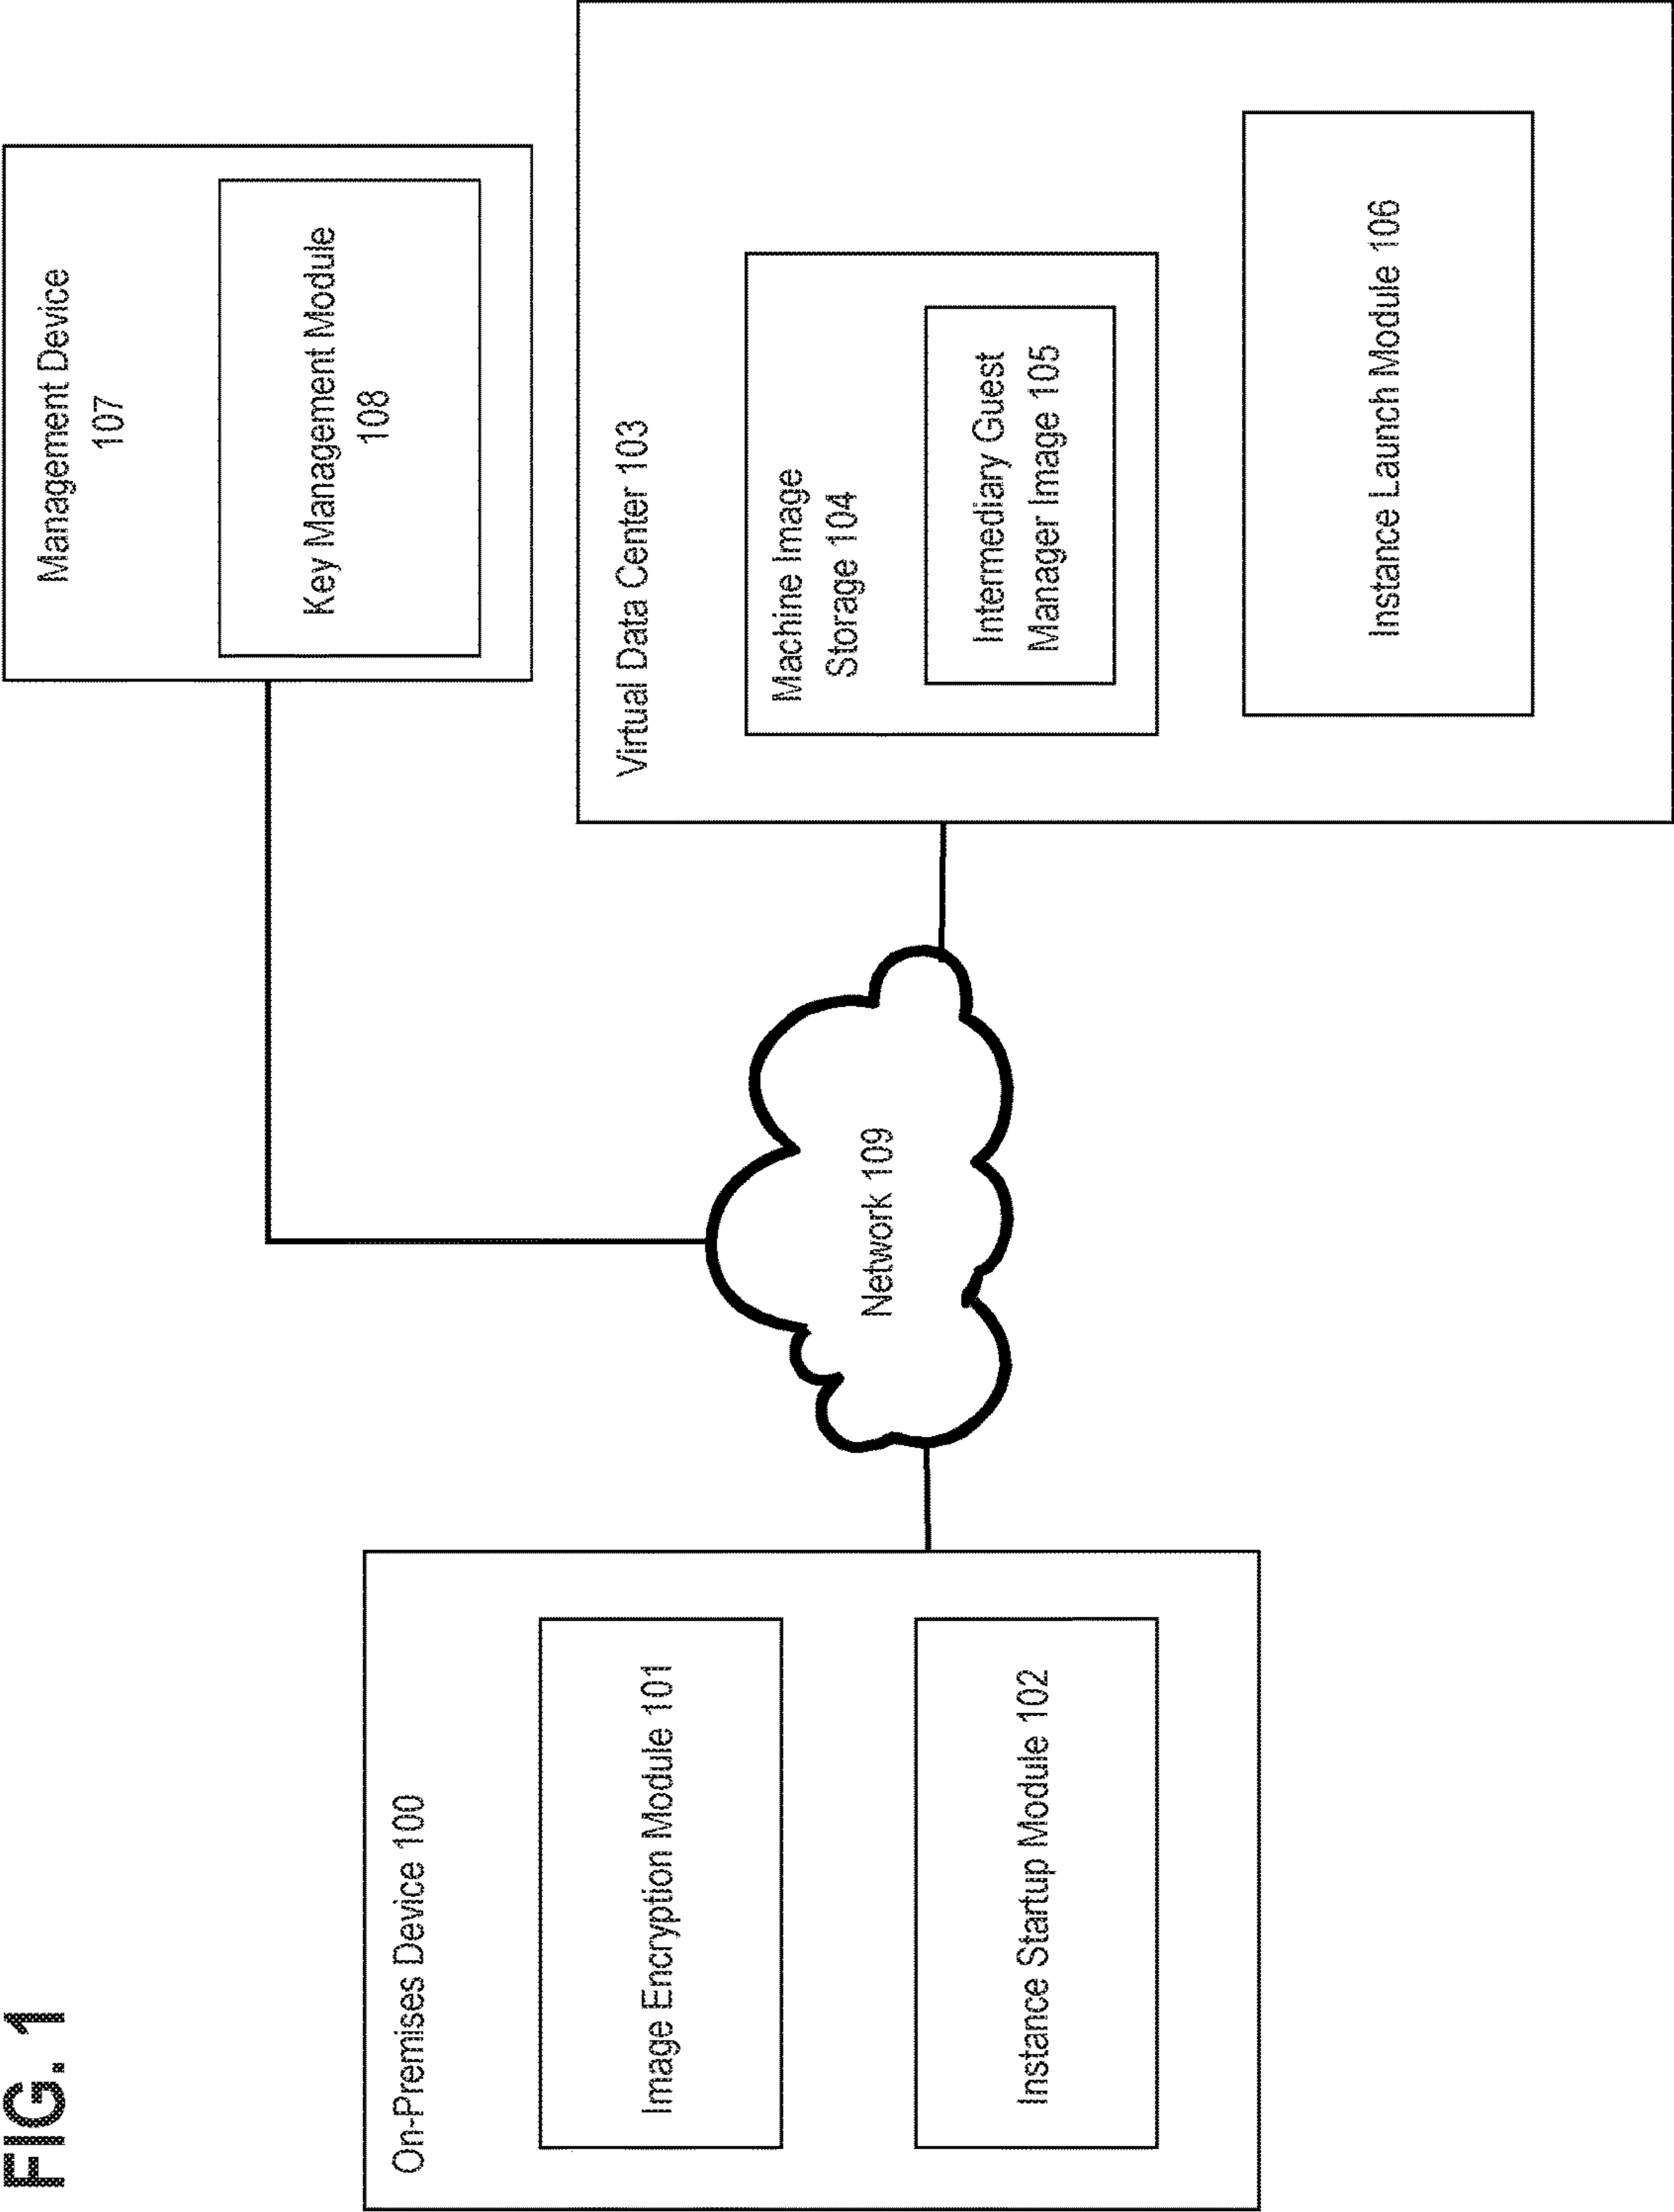 FIG. 1
On-Premises Device 100
Image Encryption Module 101
Instance Startup Module 102
Network 109
Management Device
107
Key Management Module
108
Virtual Data Center 103
Machine Image
Storage 104
Intermediary Guest
Manager Image 105
Instance Launch Module 106